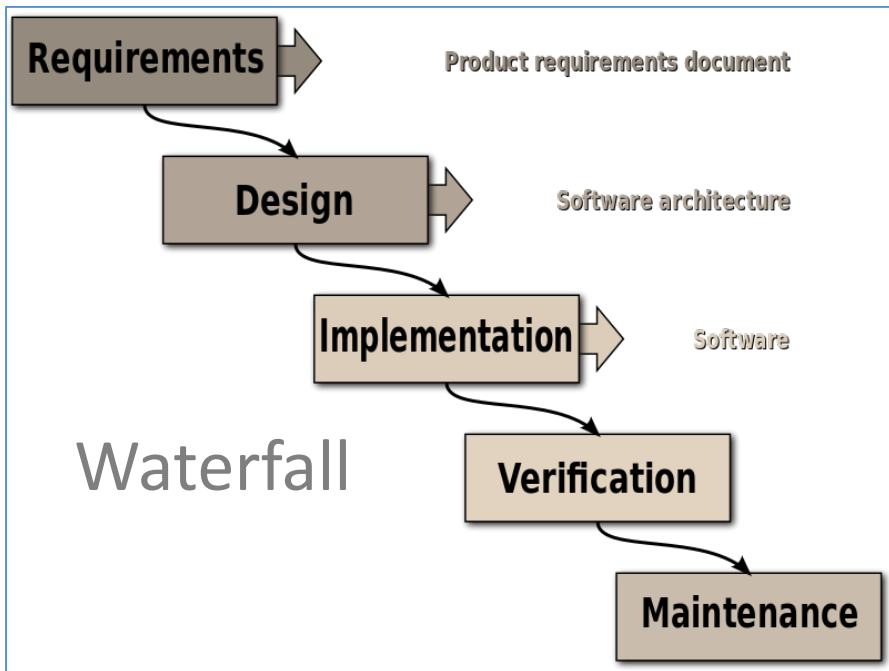 Requirements
Product requirements document
Design
Software architecture
Implementation
Software
Waterfall
Verification
Maintenance